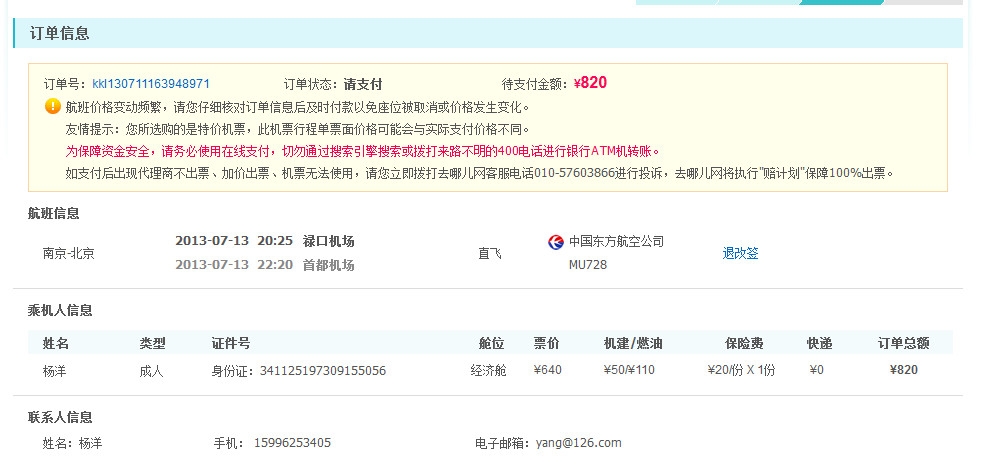 订单信息
订单号：kkl130711163948971 订单状态：请支付 待支付金额：¥820
航班价格变动频繁，请您仔细核对订单信息后及时付款以免座位被取消或价格发生变化。
友情提示：您所选购的是特价机票，此机票行程单票面价格可能会与实际支付价格不同。
为保障资金安全，请务必使用在线支付，切勿通过搜索引擎搜索或拨打来路不明的400电话进行银行ATM机转账。
如支付后出现代理商不出票、加价出票、机票无法使用，请您立即拨打去哪儿网客服电话010-57603866进行投诉，去哪儿网将执行"赔计划"保障100%出票。
航班信息
2013-07-13 20:25 禄口机场 中国东方航空公司
南京-北京 直飞 退改签
2013-07-13 22:20 首都机场 MU728
乘机人信息
姓名 类型 证件号 舱位 票价 机建/燃油 保险费 快递 订单总额
杨洋 成人 身份证：341125197309155056 经济舱 ¥640 ¥50/¥110 ¥20/份 X 1份 ¥0 ¥820
联系人信息
姓名：杨洋 手机： 15996253405 电子邮箱：yang@126.com